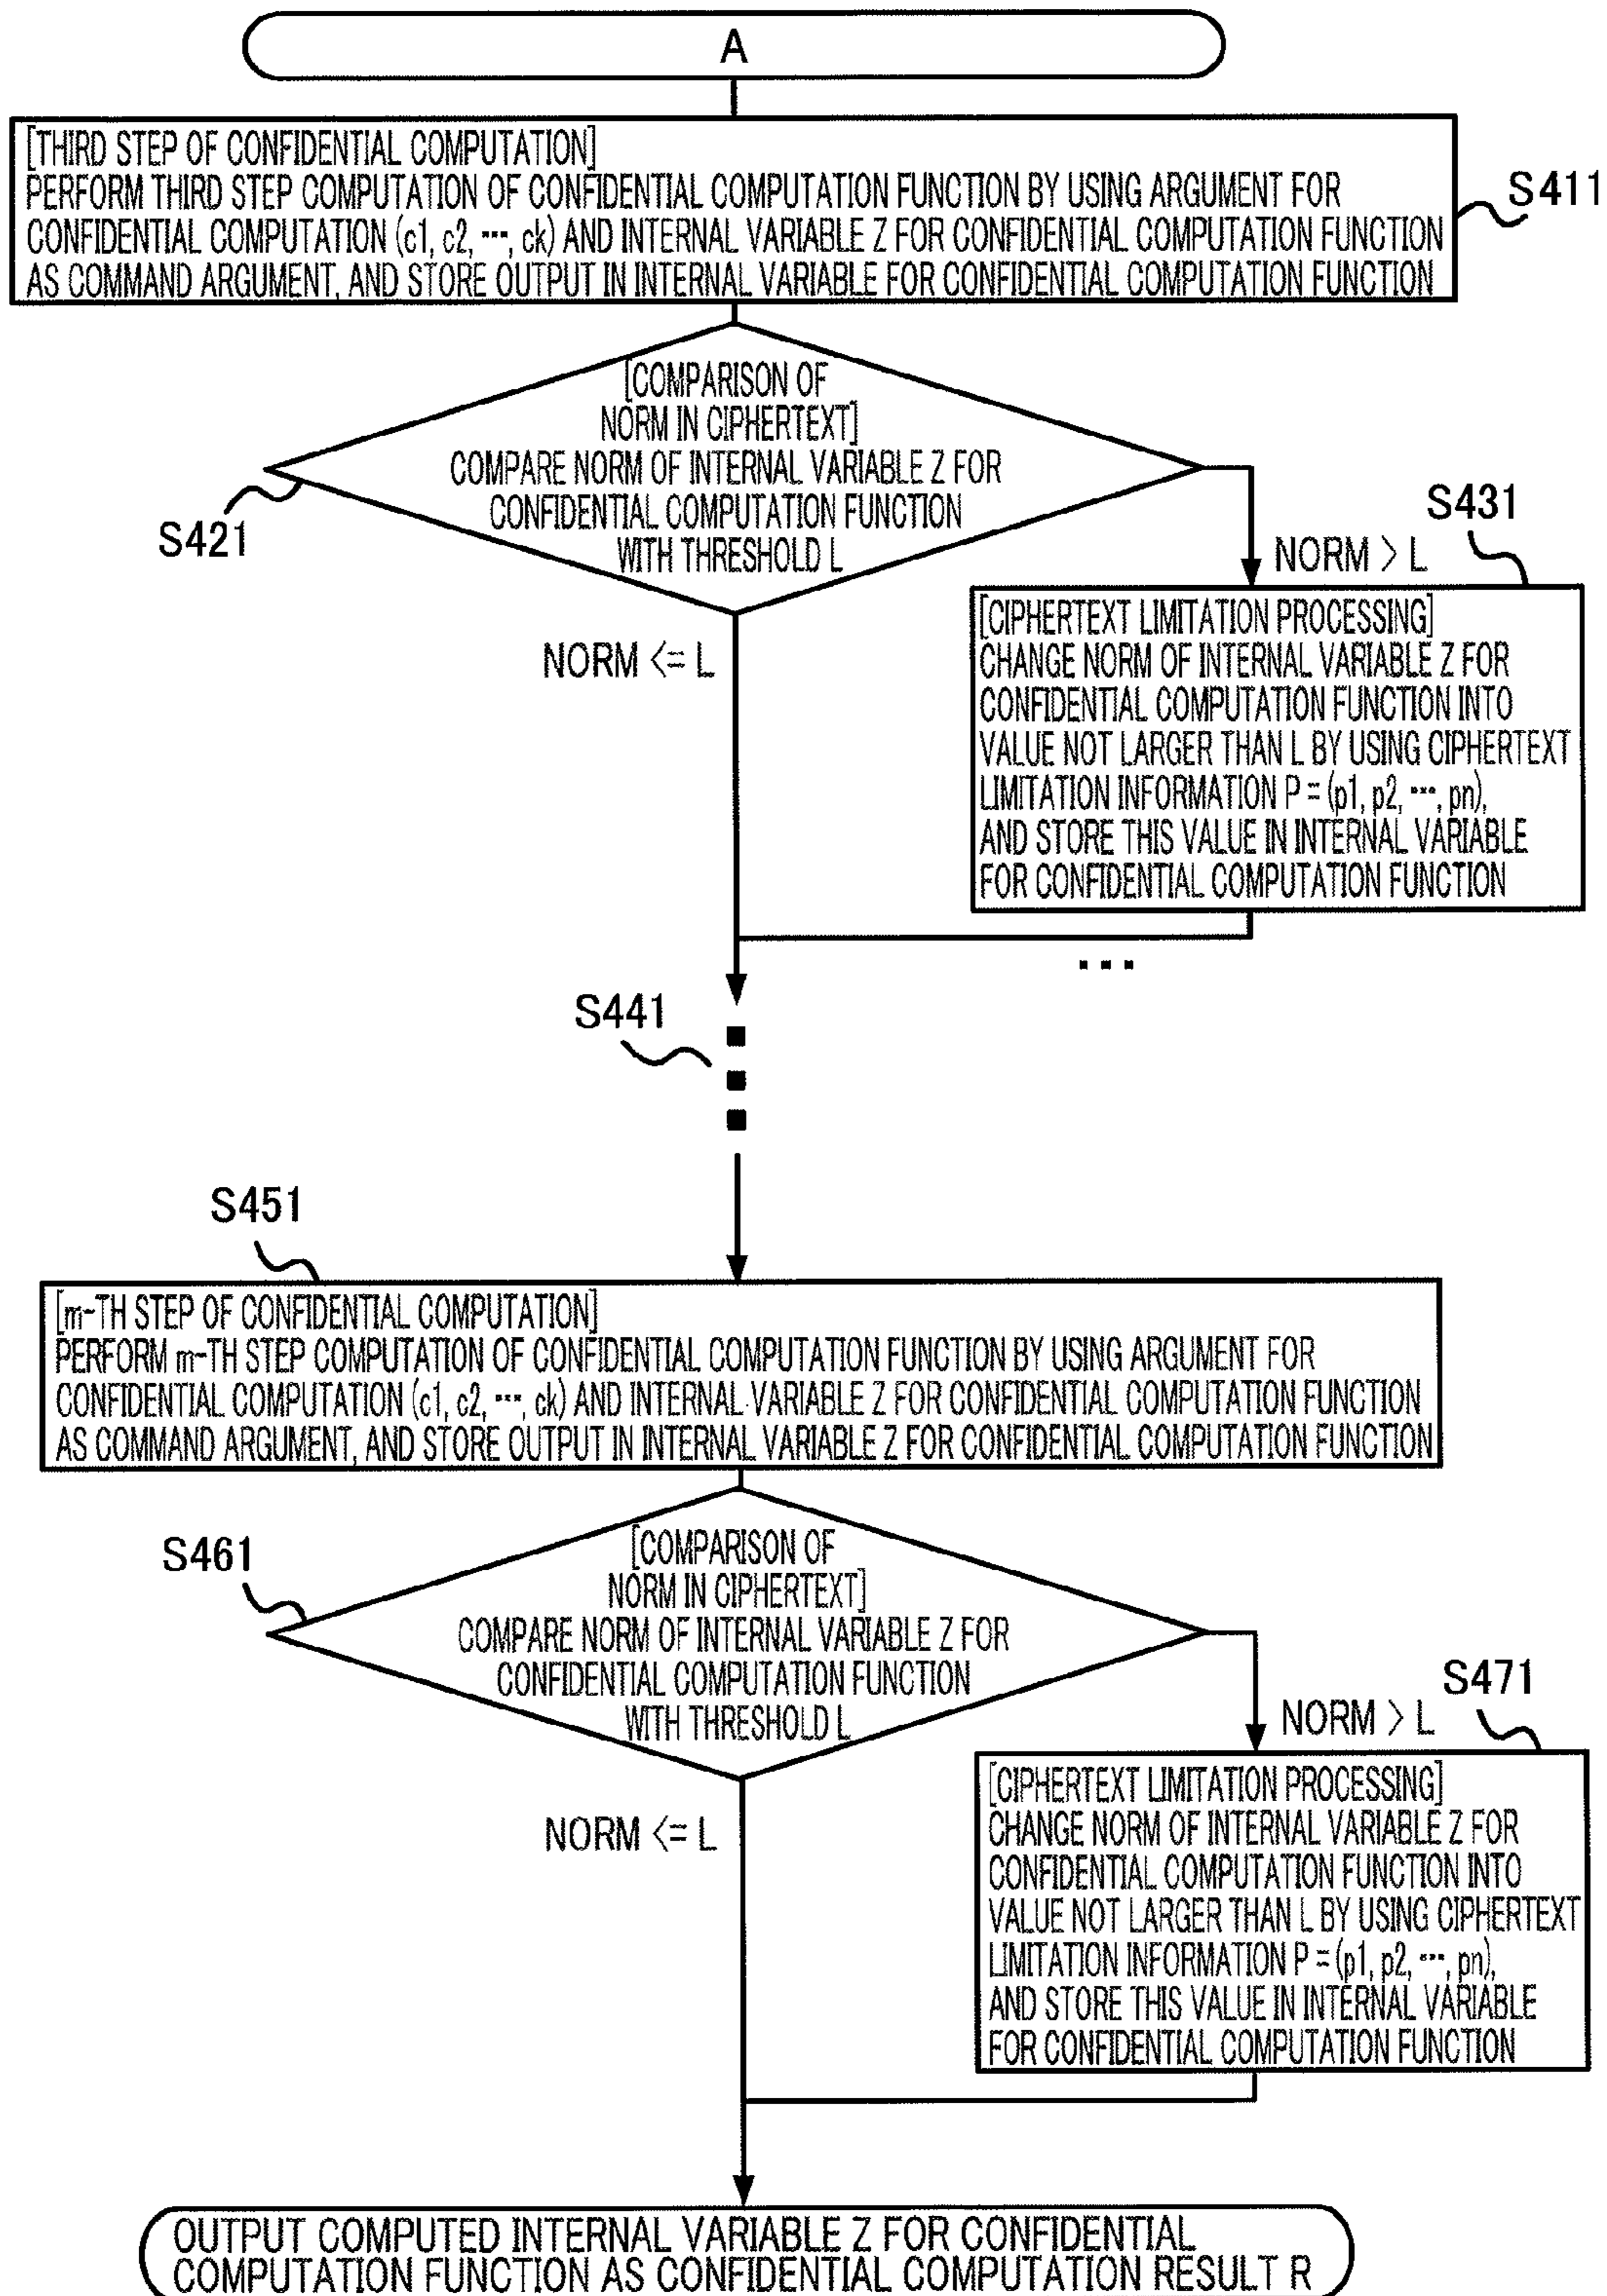 A
[THIRD STEP OF CONFIDENTIAL COMPUTATION]
PERFORM THIRD STEP COMPUTATION OF CONFIDENTIAL COMPUTATION FUNCTION BY USING ARGUMENT FOR
CONFIDENTIAL COMPUTATION (c1, c2, ···, ck) AND INTERNAL VARIABLE Z FOR CONFIDENTIAL COMPUTATION FUNCTION
AS COMMAND ARGUMENT, AND STORE OUTPUT IN INTERNAL VARIABLE FOR CONFIDENTIAL COMPUTATION FUNCTION
S411
[COMPARISON OF
NORM IN CIPHERTEXT]
COMPARE NORM OF INTERNAL VARIABLE Z FOR
CONFIDENTIAL COMPUTATION FUNCTION
WITH THRESHOLD L
S421
NORM <= L
NORM > L
S431
[CIPHERTEXT LIMITATION PROCESSING]
CHANGE NORM OF INTERNAL VARIABLE Z FOR
CONFIDENTIAL COMPUTATION FUNCTION INTO
VALUE NOT LARGER THAN L BY USING CIPHERTEXT
LIMITATION INFORMATION P = (p1, p2, ···, pn),
AND STORE THIS VALUE IN INTERNAL VARIABLE
FOR CONFIDENTIAL COMPUTATION FUNCTION
···
S441
S451
[m-TH STEP OF CONFIDENTIAL COMPUTATION]
PERFORM m-TH STEP COMPUTATION OF CONFIDENTIAL COMPUTATION FUNCTION BY USING ARGUMENT FOR
CONFIDENTIAL COMPUTATION (c1, c2, ···, ck) AND INTERNAL VARIABLE Z FOR CONFIDENTIAL COMPUTATION FUNCTION
AS COMMAND ARGUMENT, AND STORE OUTPUT IN INTERNAL VARIABLE Z FOR CONFIDENTIAL COMPUTATION FUNCTION
S461
[COMPARISON OF
NORM IN CIPHERTEXT]
COMPARE NORM OF INTERNAL VARIABLE Z FOR
CONFIDENTIAL COMPUTATION FUNCTION
WITH THRESHOLD L
NORM <= L
NORM > L
S471
[CIPHERTEXT LIMITATION PROCESSING]
CHANGE NORM OF INTERNAL VARIABLE Z FOR
CONFIDENTIAL COMPUTATION FUNCTION INTO
VALUE NOT LARGER THAN L BY USING CIPHERTEXT
LIMITATION INFORMATION P = (p1, p2, ···, pn),
AND STORE THIS VALUE IN INTERNAL VARIABLE
FOR CONFIDENTIAL COMPUTATION FUNCTION
OUTPUT COMPUTED INTERNAL VARIABLE Z FOR CONFIDENTIAL
COMPUTATION FUNCTION AS CONFIDENTIAL COMPUTATION RESULT R